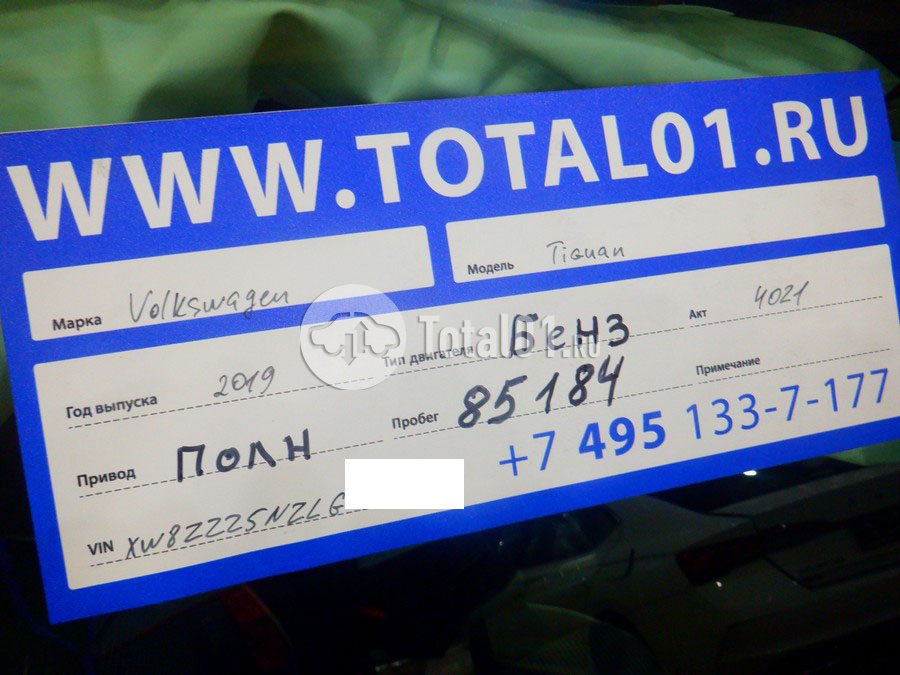 WWW.TOTAL01.RU
Марка Volkswagen Модель Tiguan
Год выпуска 2019 Тип двигателя Бенз Акт 4021
Total01.RU
Привод Полн Пробег 85184 Примечание
+7 495 133-7-177
VIN XW8ZZZ5NZLG